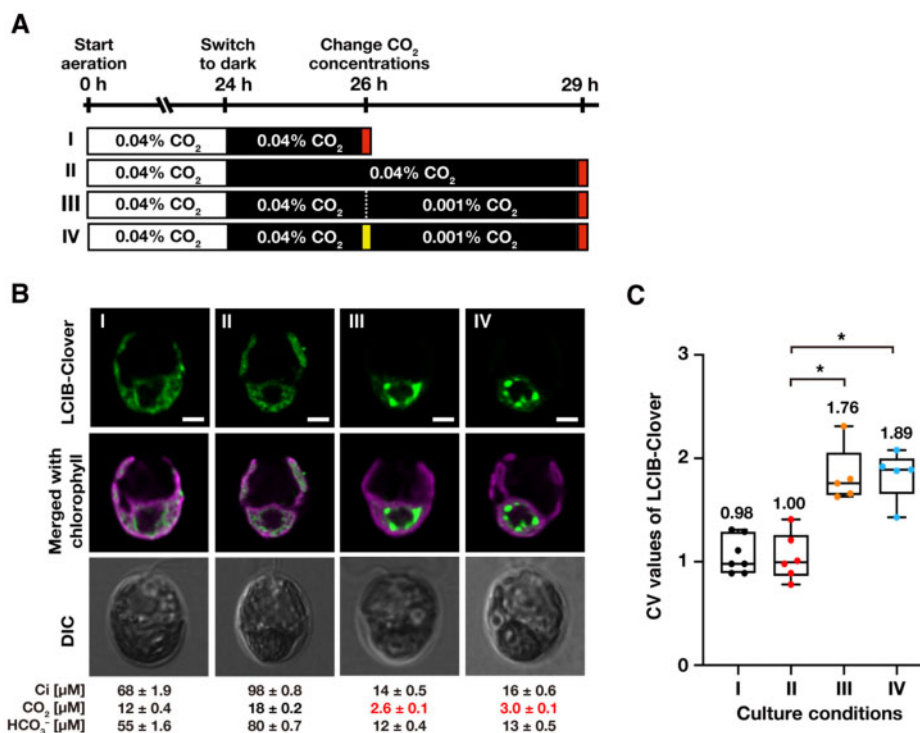 A
Start aeration
Switch to dark
Change CO₂ concentrations
0 h
24 h
26 h
29 h
I
0.04% CO₂
0.04% CO₂
II
0.04% CO₂
0.04% CO₂
III
0.04% CO₂
0.04% CO₂
0.001% CO₂
IV
0.04% CO₂
0.04% CO₂
0.001% CO₂
B
I
II
III
IV
LCIB-Clover
Merged with chlorophyll
DIC
Ci [µM] 68 ± 1.9 98 ± 0.8 14 ± 0.5 16 ± 0.6
CO₂ [µM] 12 ± 0.4 18 ± 0.2 2.6 ± 0.1 3.0 ± 0.1
HCO₃⁻ [µM] 55 ± 1.6 80 ± 0.7 12 ± 0.4 13 ± 0.5
C
CV values of LCIB-Clover
3
2
1
0
*
*
0.98
1.00
1.76
1.89
I
II
III
IV
Culture conditions